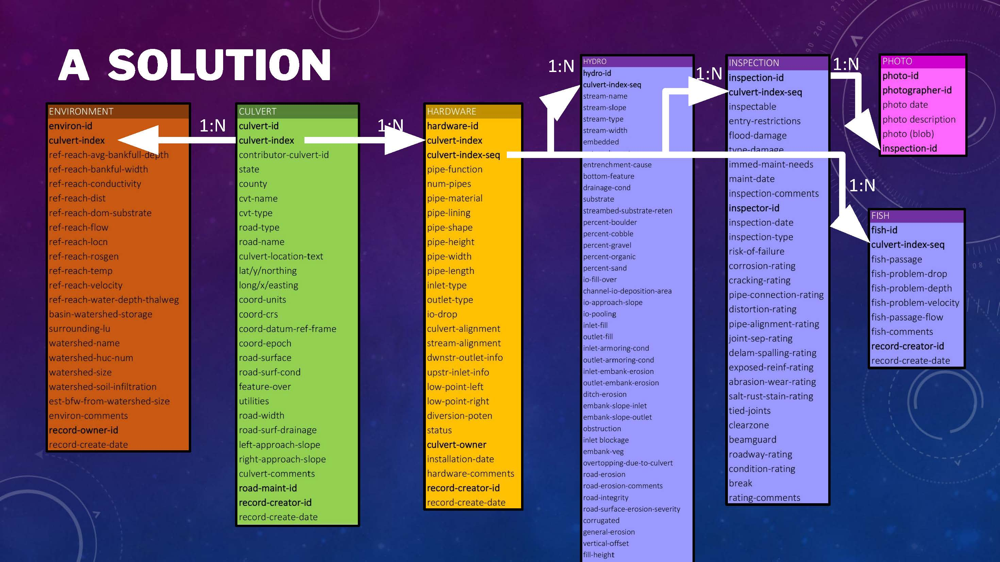 A SOLUTION
ENVIRONMENT
environ-id
culvert-index
ref-reach-avg-bankfull-depth
ref-reach-bankful-width
ref-reach-conductivity
ref-reach-dist
ref-reach-dom-substrate
ref-reach-flow
ref-reach-locn
ref-reach-rosgen
ref-reach-temp
ref-reach-velocity
ref-reach-water-depth-thalweg
basin-watershed-storage
surrounding-lu
watershed-name
watershed-huc-num
watershed-size
watershed-soil-infiltration
est-bfw-from-watershed-size
environ-comments
record-owner-id
record-create-date
1:N
CULVERT
culvert-id
culvert-index
contributor-culvert-id
state
county
cvt-name
cvt-type
road-type
road-name
culvert-location-text
lat/y/northing
long/x/easting
coord-units
coord-crs
coord-datum-ref-frame
coord-epoch
road-surface
road-surf-cond
feature-over
utilities
road-width
road-surf-drainage
left-approach-slope
right-approach-slope
culvert-comments
road-maint-id
record-creator-id
record-create-date
1:N
HARDWARE
hardware-id
culvert-index
culvert-index-seq
pipe-function
num-pipes
pipe-material
pipe-lining
pipe-shape
pipe-height
pipe-width
pipe-length
inlet-type
outlet-type
io-drop
culvert-alignment
stream-alignment
dwnstr-outlet-info
upstr-inlet-info
low-point-left
low-point-right
diversion-poten
status
culvert-owner
installation-date
hardware-comments
record-creator-id
record-create-date
1:N
HYDRO
hydro-id
culvert-index-seq
stream-name
stream-slope
stream-type
stream-width
embedded
entrenchment-cause
bottom-feature
drainage-cond
substrate
streambed-substrate-reten
percent-boulder
percent-cobble
percent-gravel
percent-organic
percent-sand
io-fill-over
channel-io-deposition-area
io-approach-slope
io-pooling
inlet-fill
outlet-fill
inlet-armoring-cond
outlet-armoring-cond
inlet-embank-erosion
outlet-embank-erosion
ditch-erosion
embank-slope-inlet
embank-slope-outlet
obstruction
inlet blockage
embank-veg
overtopping-due-to-culvert
road-erosion
road-erosion-comments
road-integrity
road-surface-erosion-severity
corrugated
general-erosion
vertical-offset
fill-height
1:N
INSPECTION
inspection-id
culvert-index-seq
inspectable
entry-restrictions
flood-damage
type-damage
immed-maint-needs
maint-date
inspection-comments
inspector-id
inspection-date
inspection-type
risk-of-failure
corrosion-rating
cracking-rating
pipe-connection-rating
distortion-rating
pipe-alignment-rating
joint-sep-rating
delam-spalling-rating
exposed-reinf-rating
abrasion-wear-rating
salt-rust-stain-rating
tied-joints
clearzone
beamguard
roadway-rating
condition-rating
break
rating-comments
1:N
PHOTO
photo-id
photographer-id
photo date
photo description
photo (blob)
inspection-id
1:N
FISH
fish-id
culvert-index-seq
fish-passage
fish-problem-drop
fish-problem-depth
fish-problem-velocity
fish-passage-flow
fish-comments
record-creator-id
record-create-date